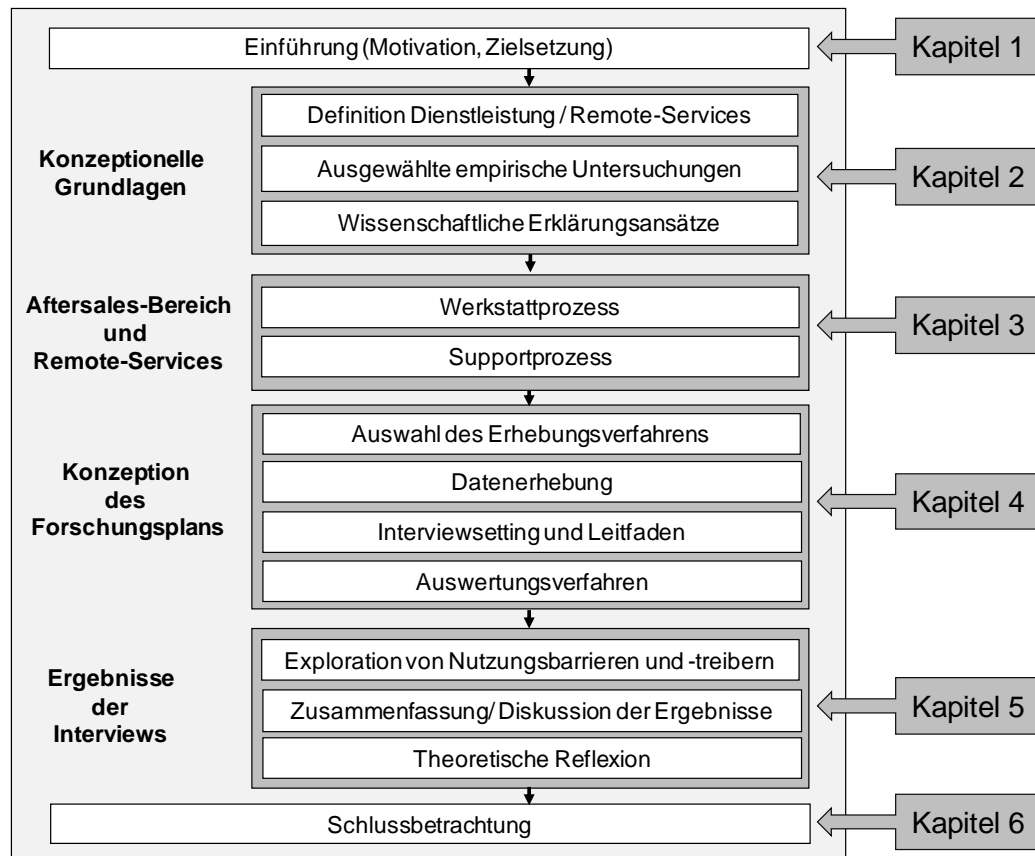 Einführung (Motivation, Zielsetzung)
Kapitel 1
Konzeptionelle
Grundlagen
Definition Dienstleistung / Remote-Services
Ausgewählte empirische Untersuchungen
Wissenschaftliche Erklärungsansätze
Kapitel 2
Aftersales-Bereich
und
Remote-Services
Werkstattprozess
Supportprozess
Kapitel 3
Konzeption
des
Forschungsplans
Auswahl des Erhebungsverfahrens
Datenerhebung
Interviewsetting und Leitfaden
Auswertungsverfahren
Kapitel 4
Ergebnisse
der
Interviews
Exploration von Nutzungsbarrieren und -treibern
Zusammenfassung/ Diskussion der Ergebnisse
Theoretische Reflexion
Kapitel 5
Schlussbetrachtung
Kapitel 6